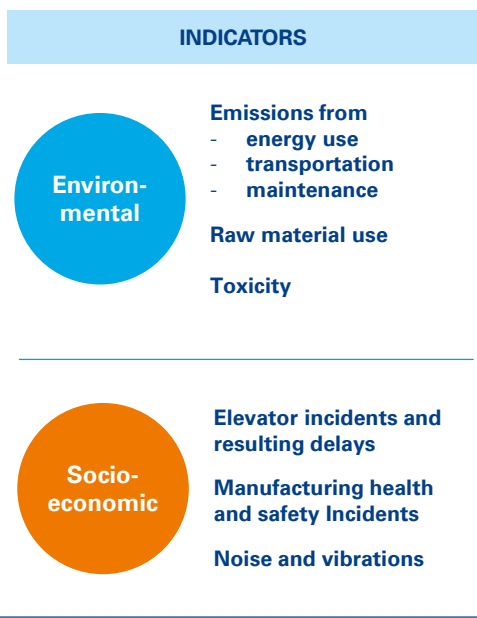 INDICATORS
Environ-
mental
Emissions from
- energy use
- transportation
- maintenance
Raw material use
Toxicity
Socio-
economic
Elevator incidents and
resulting delays
Manufacturing health
and safety Incidents
Noise and vibrations